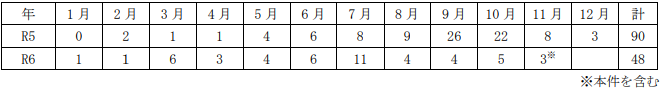 年 1月 2月 3月 4月 5月 6月 7月 8月 9月 10月 11月 12月 計
R5 0 2 1 1 4 6 8 9 26 22 8 3 90
R6 1 1 6 3 4 6 11 4 4 5 3※ 48
※本件を含む